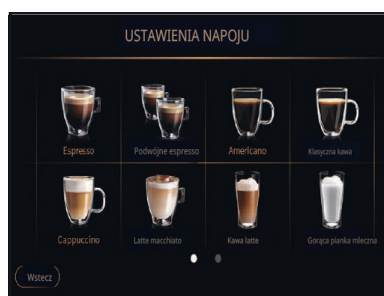 USTAWIENIA NAPOJU
Espresso
Podwójne espresso
Americano
Klasyczna kawa
Cappuccino
Latte macchiato
Kawa latte
Gorąca pianka mleczna
Wstecz